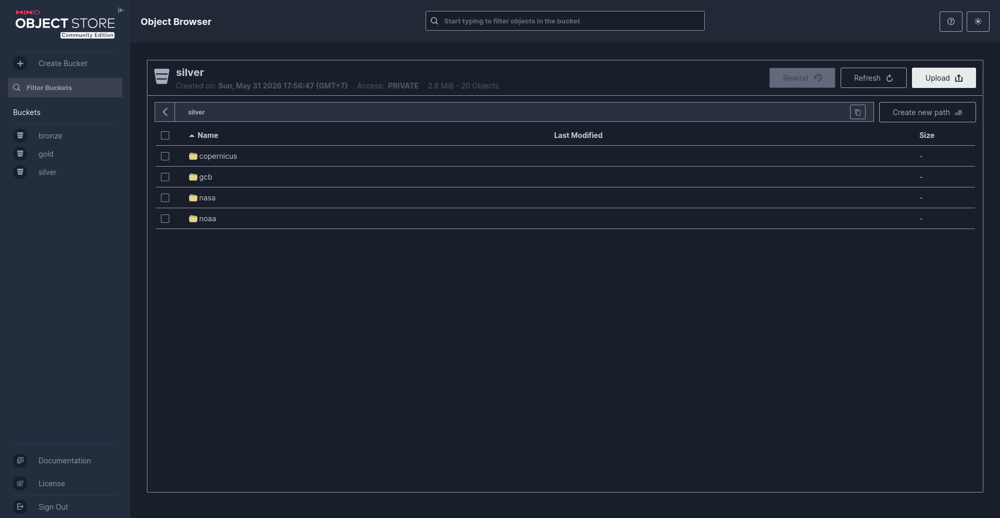 MINIO
OBJECT STORE
Community Edition
Create Bucket
Filter Buckets
Buckets
bronze
gold
silver
Documentation
License
Sign Out
Object Browser
Start typing to filter objects in the bucket
silver
Created on: Sun, May 31 2026 17:56:47 (GMT+7) Access: PRIVATE 2.8 MiB - 20 Objects
Rewind Refresh Upload
silver
Create new path
Name Last Modified Size
copernicus -
gcb -
nasa -
noaa -